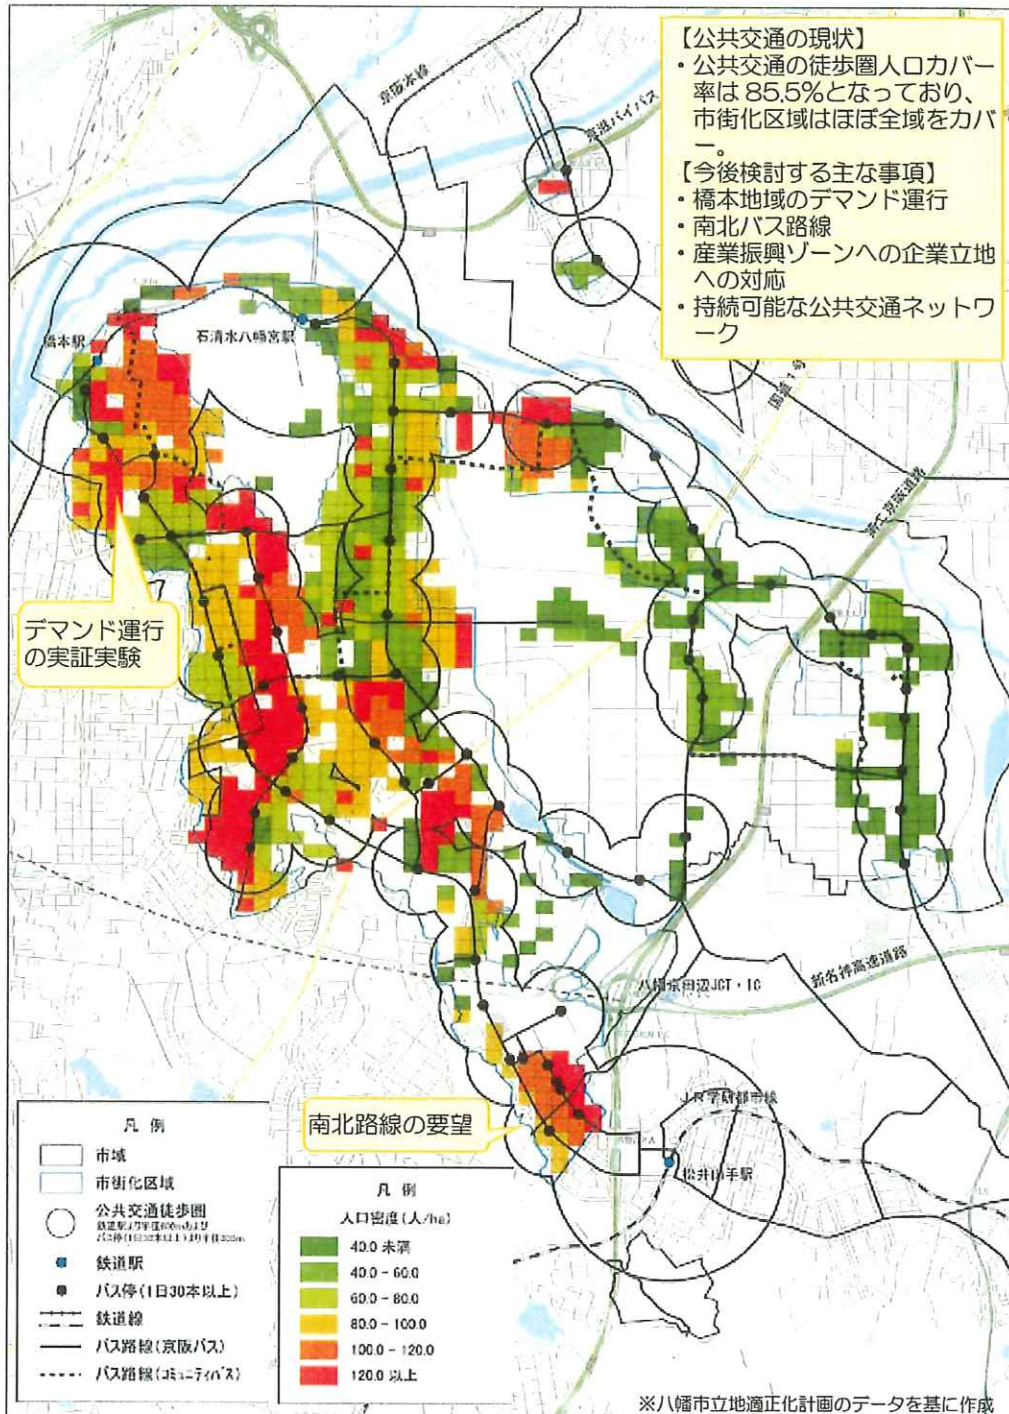 【公共交通の現状】
・公共交通の徒歩圏人口カバー
率は 85.5%となっており、
市街化区域はほぼ全域をカバ
ー。
【今後検討する主な事項】
・橋本地域のデマンド運行
・南北バス路線
・産業振興ゾーンへの企業立地
への対応
・持続可能な公共交通ネットワ
ーク
京阪本線
京滋バイパス
国道1号
橋本駅
石清水八幡宮駅
第二京阪道路
デマンド運行
の実証実験
八幡京田辺JCT・IC
新名神高速道路
南北路線の要望
JR学研都市線
松井山手駅
凡 例
市域
市街化区域
公共交通徒歩圏
鉄道駅
バス停(1日30本以上)
鉄道線
バス路線(京阪バス)
バス路線(コミュニティバス)
凡 例
人口密度(人/ha)
40.0 未満
40.0 - 60.0
60.0 - 80.0
80.0 - 100.0
100.0 - 120.0
120.0 以上
※八幡市立地適正化計画のデータを基に作成